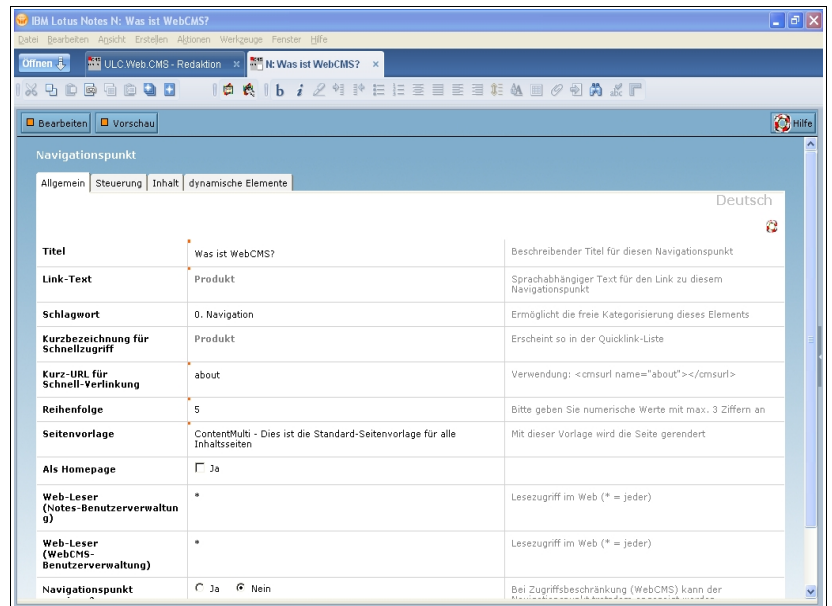 IBM Lotus Notes N: Was ist WebCMS?
Datei Bearbeiten Ansicht Erstellen Aktionen Werkzeuge Fenster Hilfe
Öffnen ULC.Web.CMS - Redaktion N: Was ist WebCMS?
Bearbeiten Vorschau Hilfe
Navigationspunkt
Allgemein Steuerung Inhalt dynamische Elemente
Deutsch
Titel Was ist WebCMS? Beschreibender Titel für diesen Navigationspunkt
Link-Text Produkt Sprachabhängiger Text für den Link zu diesem
Navigationspunkt
Schlagwort 0. Navigation Ermöglicht die freie Kategorisierung dieses Elements
Kurzbezeichnung für Produkt Erscheint so in der Quicklink-Liste
Schnellzugriff
Kurz-URL für about Verwendung: <cmsurl name="about"></cmsurl>
Schnell-Verlinkung
Reihenfolge 5 Bitte geben Sie numerische Werte mit max. 3 Ziffern an
Seitenvorlage ContentMulti - Dies ist die Standard-Seitenvorlage für alle Mit dieser Vorlage wird die Seite gerendert
Inhaltsseiten
Als Homepage Ja
Web-Leser * Lesezugriff im Web (* = jeder)
(Notes-Benutzerverwaltun
g)
Web-Leser * Lesezugriff im Web (* = jeder)
(WebCMS-
Benutzerverwaltung)
Navigationspunkt Ja Nein Bei Zugriffsbeschränkung (WebCMS) kann der